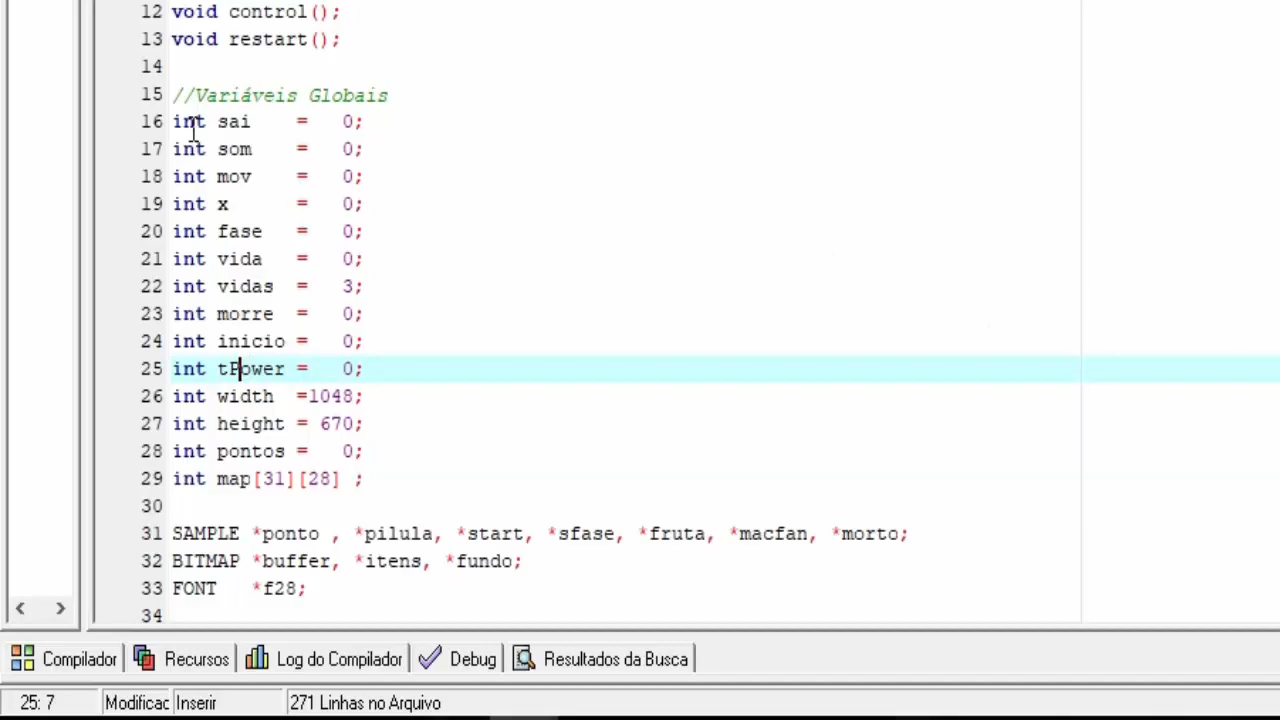 12 void control();
13 void restart();
14
15 //Variáveis Globais
16 int sai    =   0;
17 int som    =   0;
18 int mov    =   0;
19 int x      =   0;
20 int fase   =   0;
21 int vida   =   0;
22 int vidas  =   3;
23 int morre  =   0;
24 int inicio =   0;
25 int tPower =   0;
26 int width  =1048;
27 int height = 670;
28 int pontos =   0;
29 int map[31][28] ;
30
31 SAMPLE *ponto , *pilula, *start, *sfase, *fruta, *macfan, *morto;
32 BITMAP *buffer, *itens, *fundo;
33 FONT   *f28;
34
Compilador Recursos Log do Compilador Debug Resultados da Busca
25: 7 Modificac Inserir 271 Linhas no Arquivo